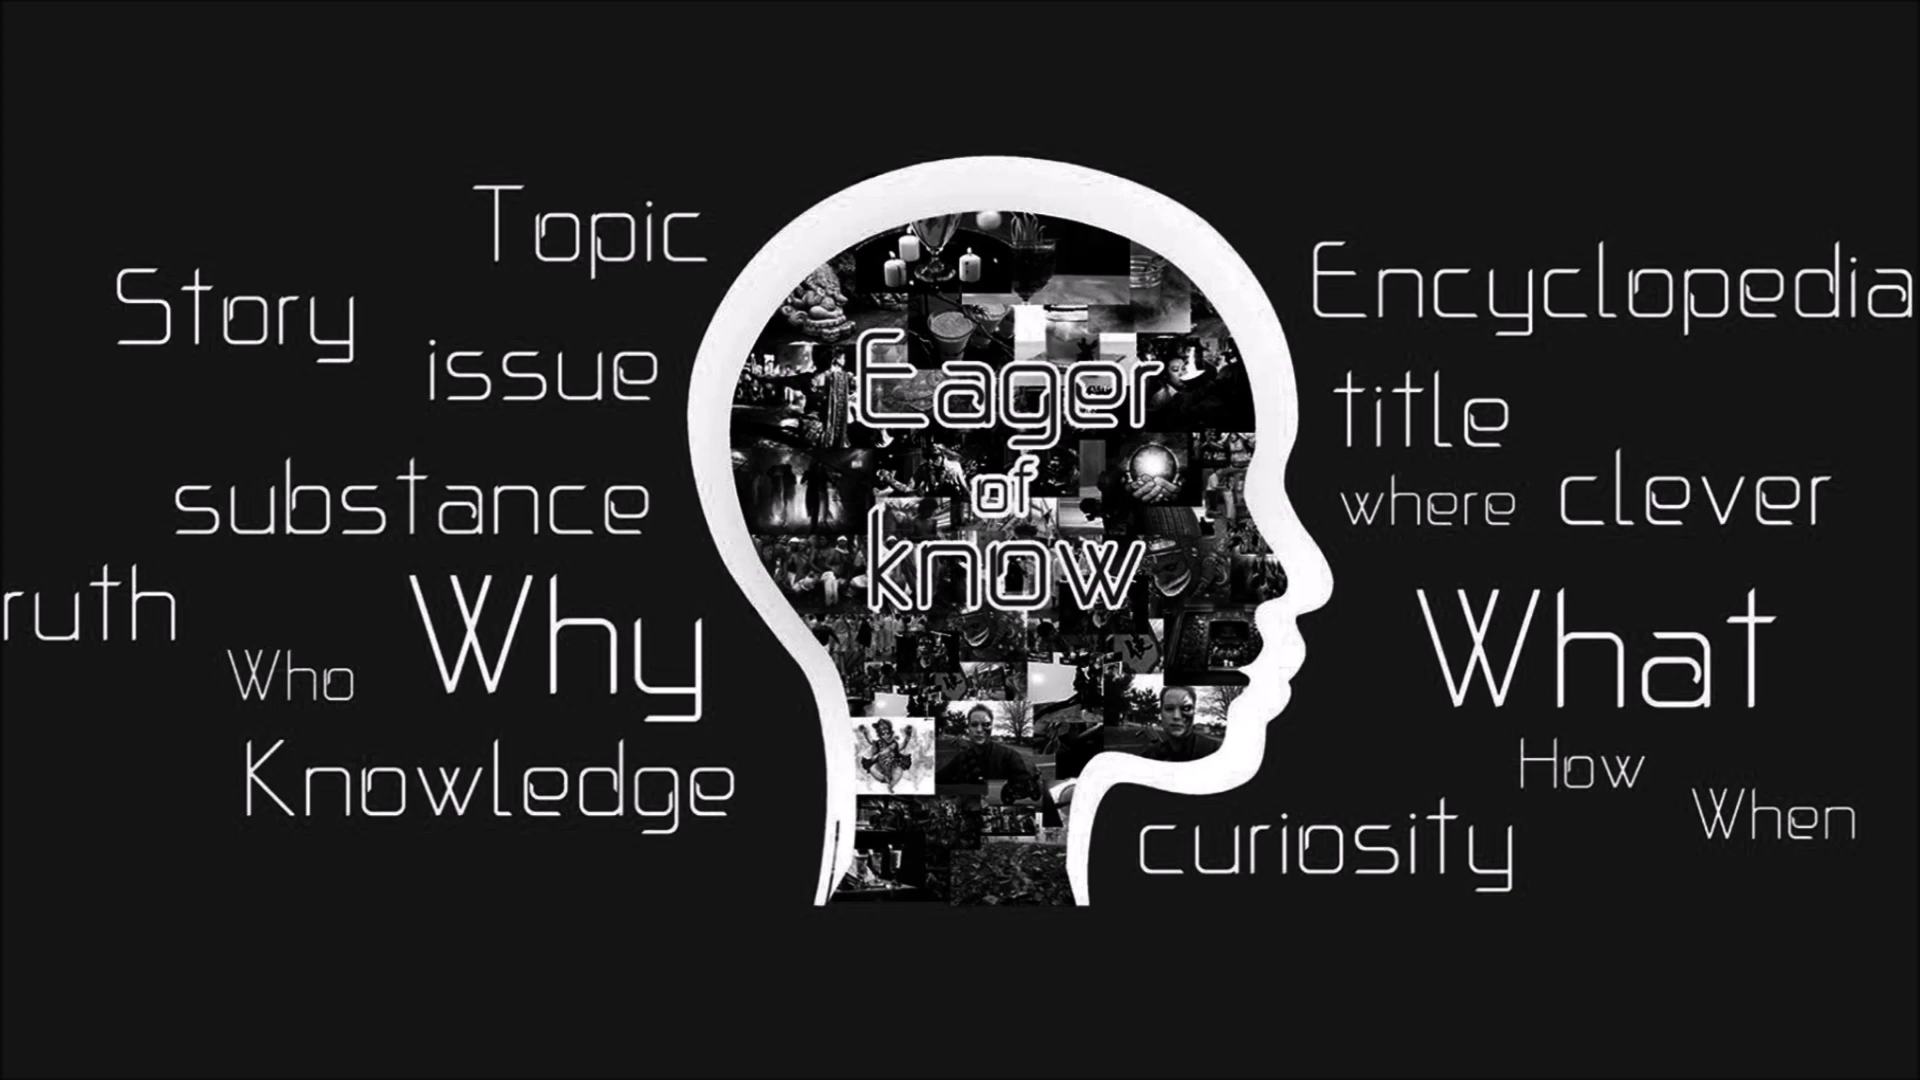 Topic
Story
issue
substance
ruth
Who
Why
Knowledge
Eager
of
know
Encyclopedia
title
where
clever
What
How
When
curiosity